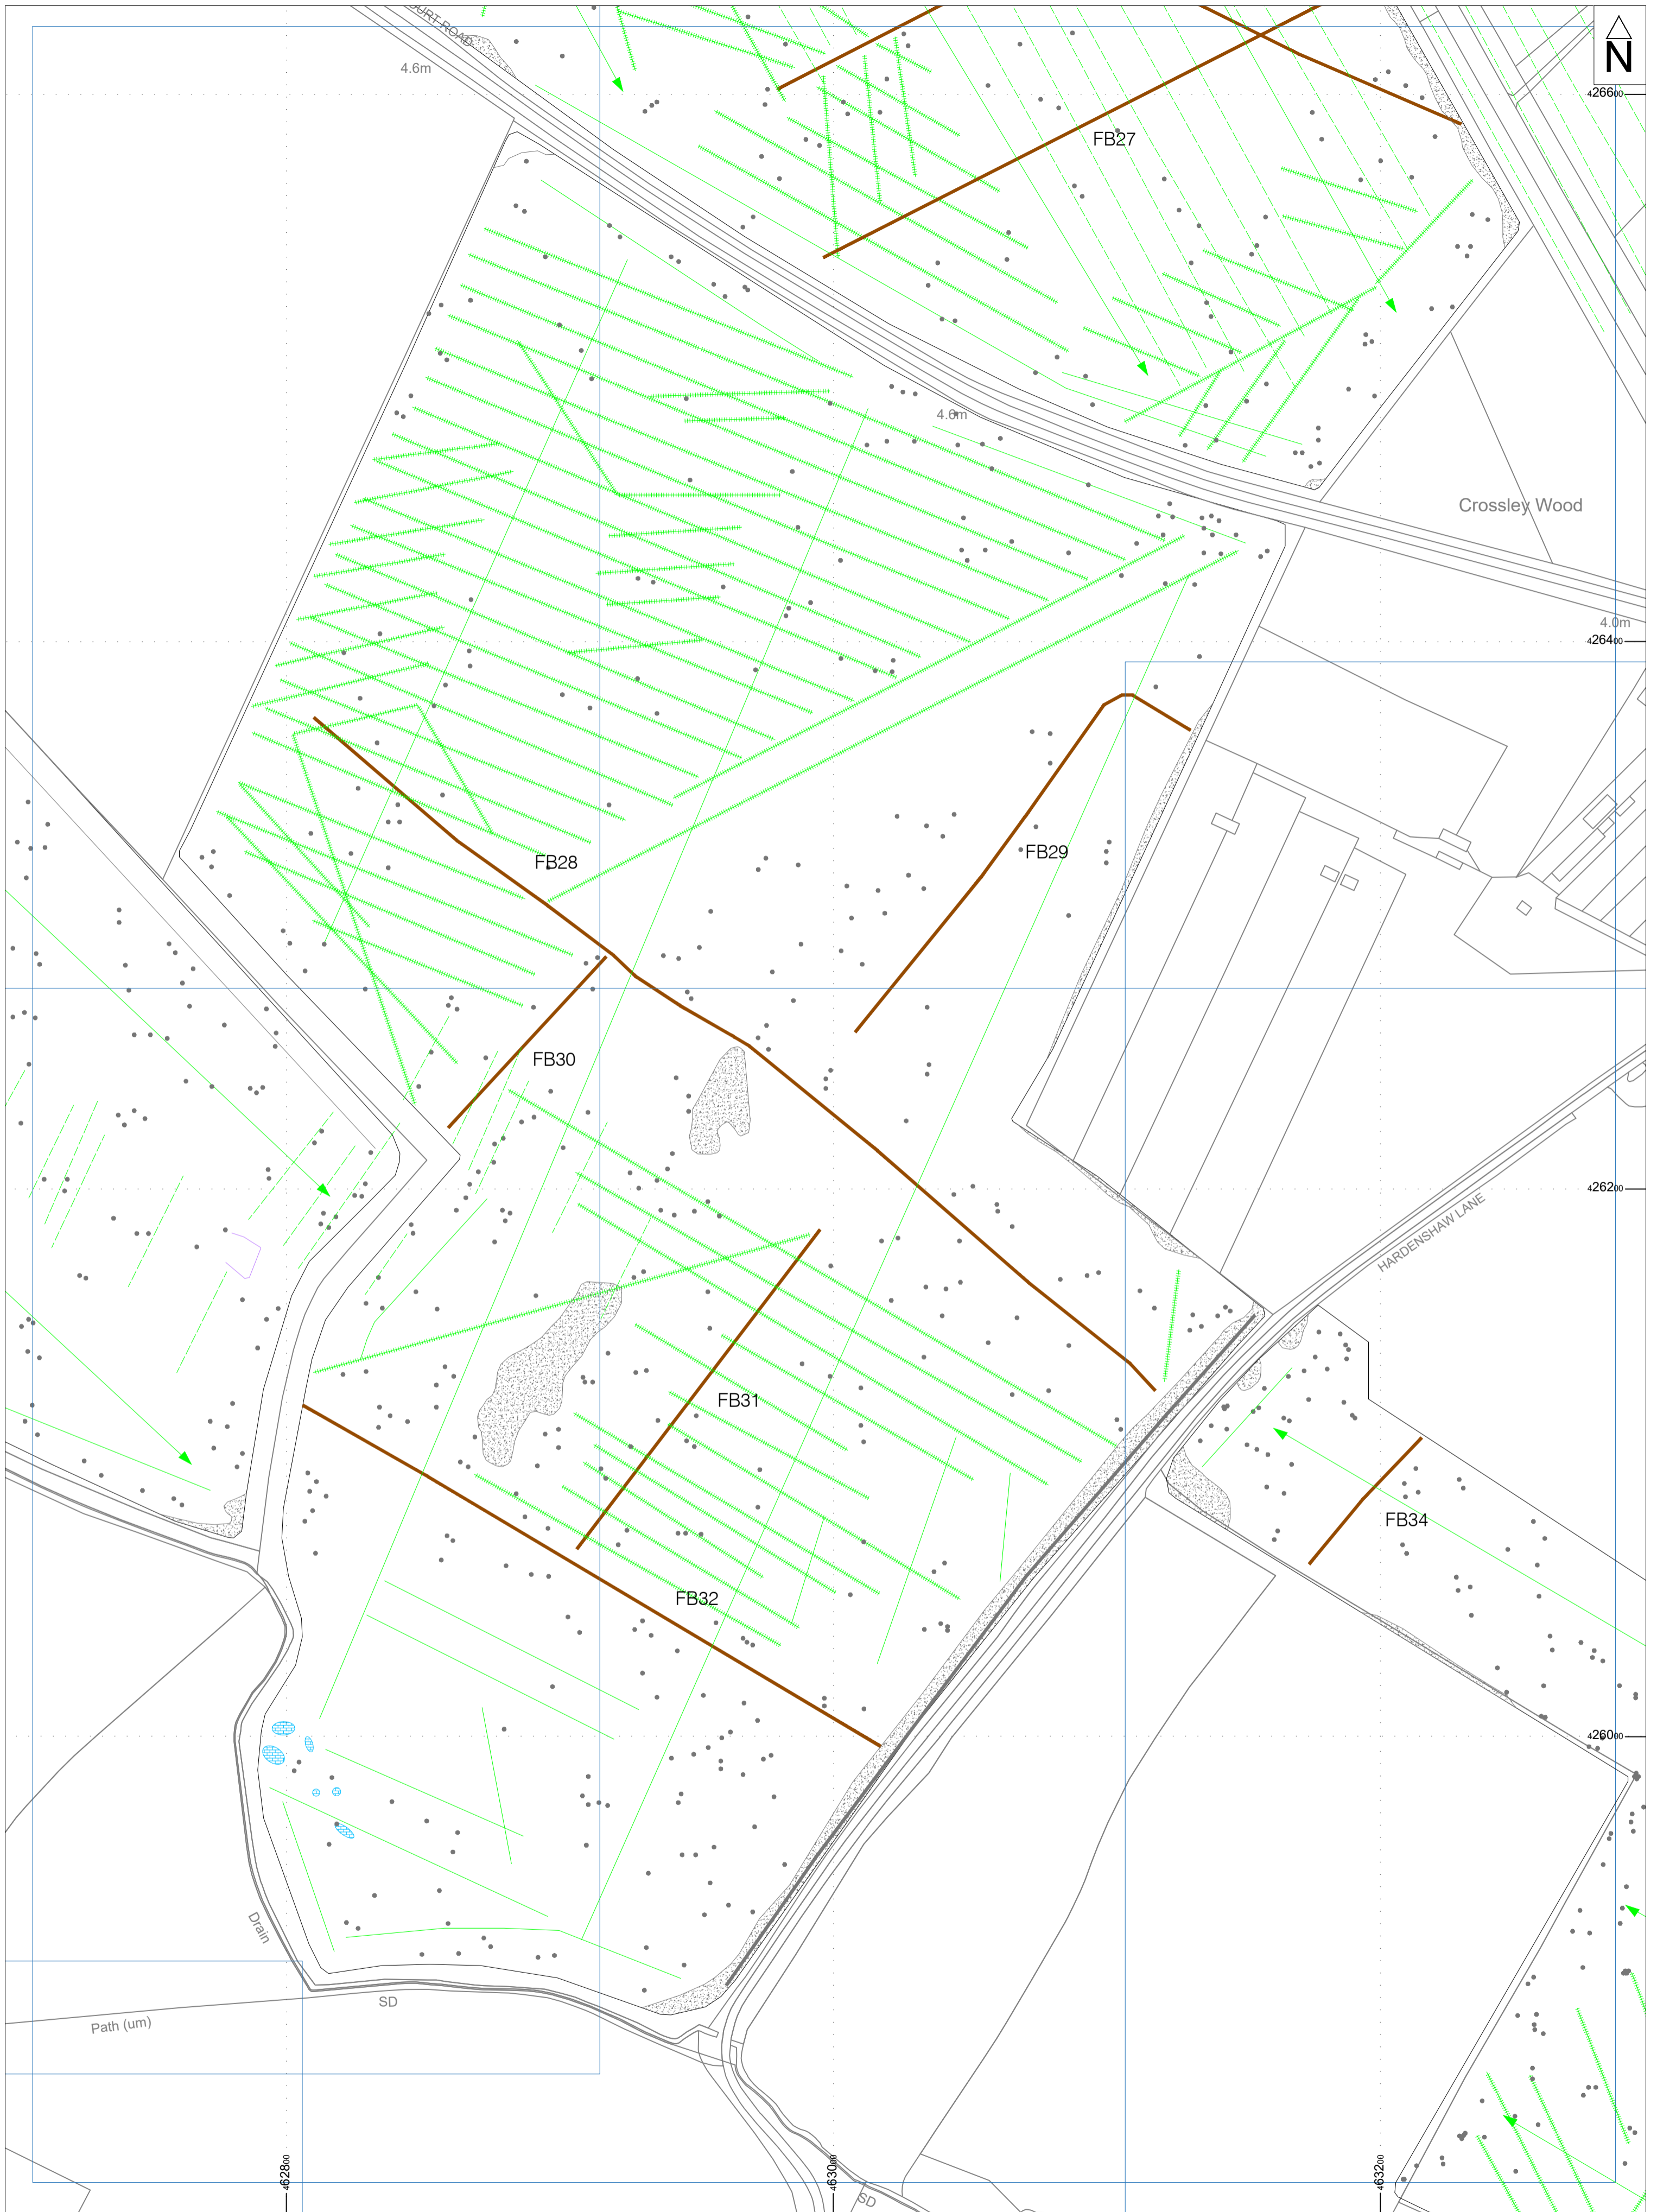 N
4.6m
426600
FB27
4.6m
Crossley Wood
4.0m
426400
FB28
FB29
FB30
426200
HARDENSHAW LANE
FB31
FB34
FB32
426000
Drain
SD
Path (um)
462800
463000
463200
SD